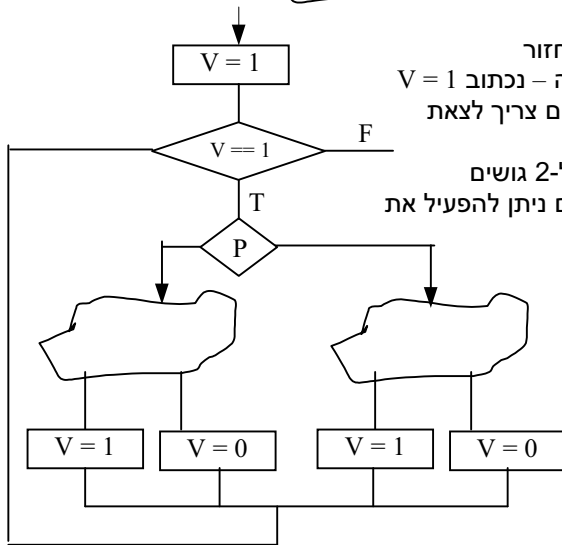 חזור
V = 1
ה – נכתוב V = 1
ם צריך לצאת
F
V == 1
ל-2 גושים
T
ם ניתן להפעיל את
P
V = 1
V = 0
V = 1
V = 0